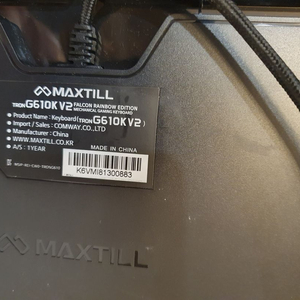 MAXTILL
TRON G610K V2 FALCON RAINBOW EDITION
MECHANICAL GAMING KEYBOARD
• Product Name : Keyboard(TRON G610K V2)
• Import / Sales : COMWAY.CO.,LTD
• Manufacturer : China
• WWW.MAXTILL.CO.KR
• A/S : 1YEAR
MADE IN CHINA
K6VMI81300883
MAXTILL